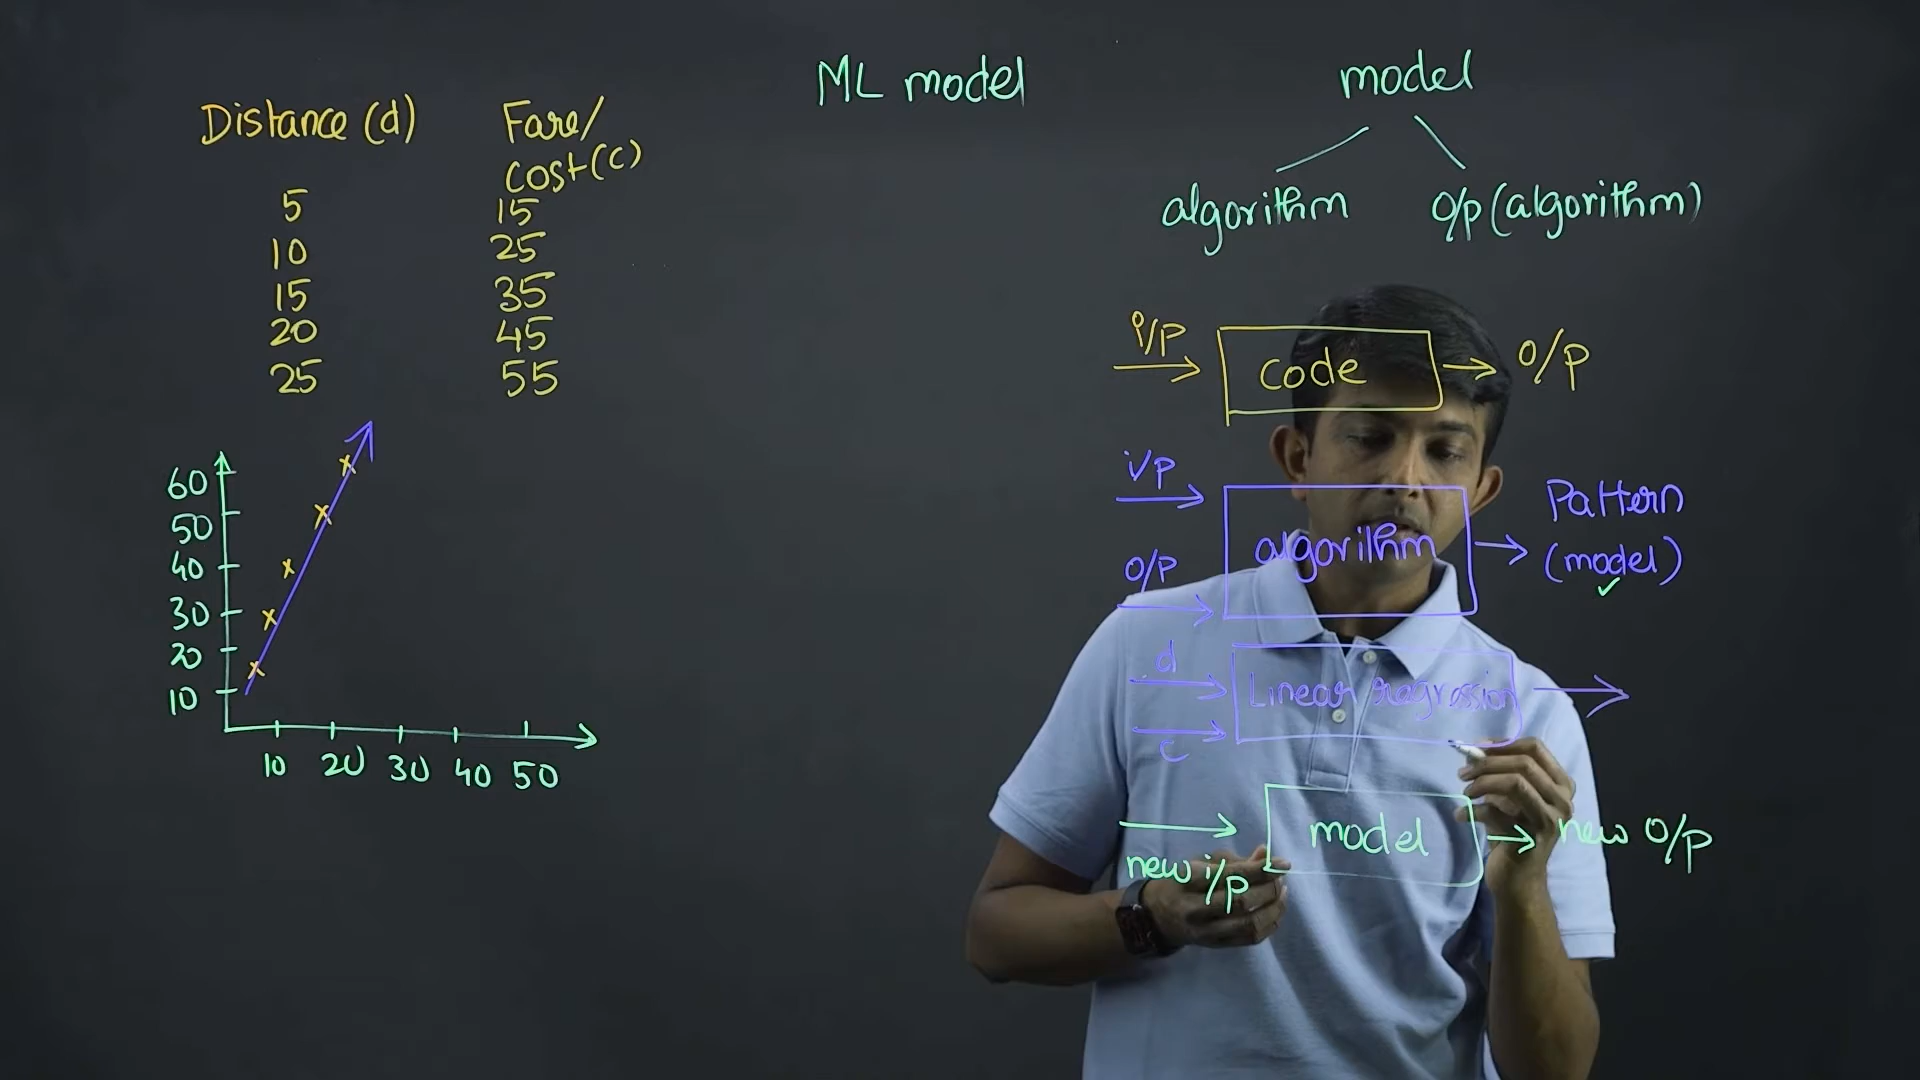 ML model
model
algorithm o/p (algorithm)
Distance (d) Fare/
cost (c)
5 15
10 25
15 35
20 45
25 55
60
50
40
30
20
10
10 20 30 40 50
i/p code o/p
i/p
o/p
algorithm
Pattern
(model)
d
c
Linear regression
new i/p
model
new o/p